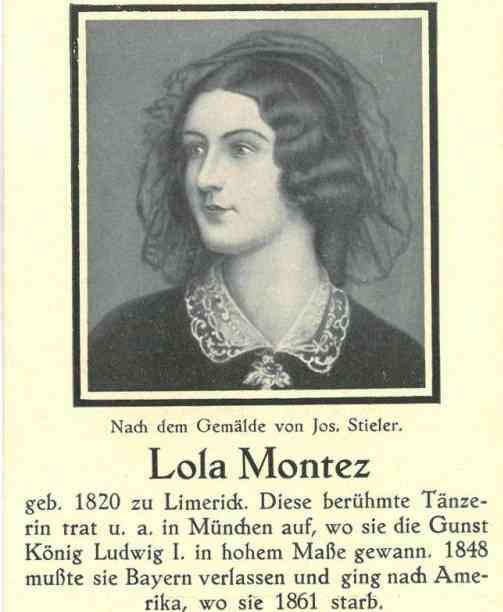 Nach dem Gemälde von Jos. Stieler.
Lola Montez
geb. 1820 zu Limerick. Diese berühmte Tänze-
rin trat u. a. in München auf, wo sie die Gunst
König Ludwig I. in hohem Maße gewann. 1848
mußte sie Bayern verlassen und ging nach Ame-
rika, wo sie 1861 starb.